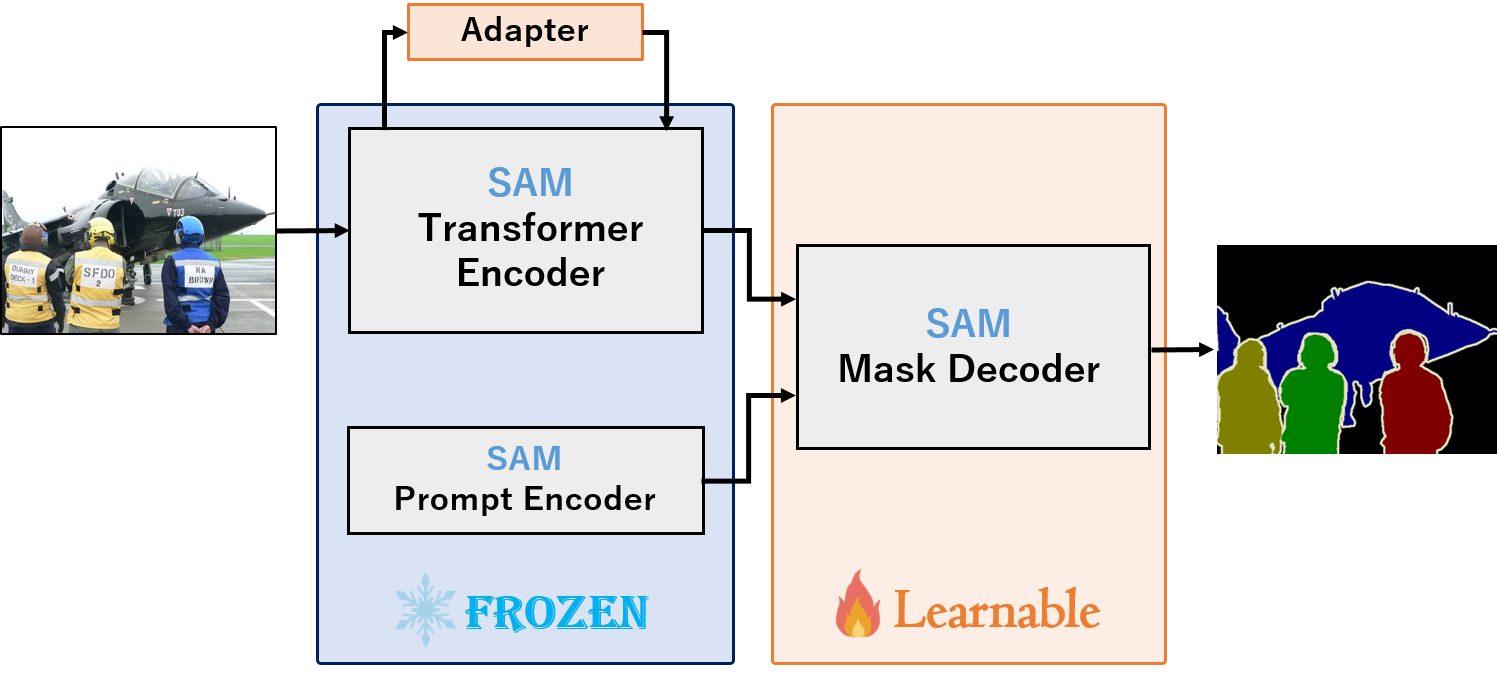 Adapter
SAM
Transformer
Encoder
T03
DUMMY
DECK - 1
SFDO
2
NA
BROWN
SAM
Mask Decoder
SAM
Prompt Encoder
FROZEN
Learnable